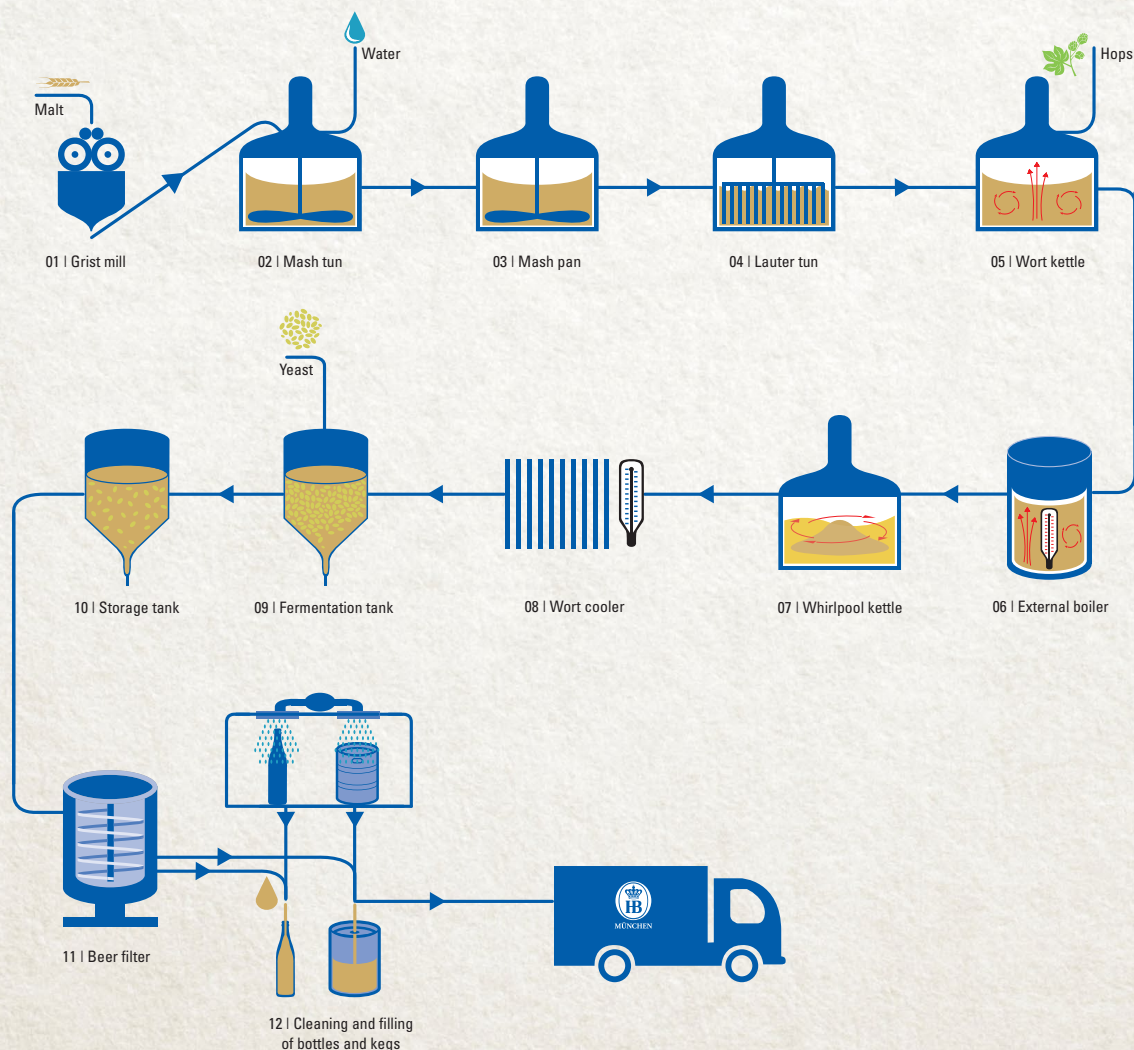 Water
Hops
Malt
01 | Grist mill
02 | Mash tun
03 | Mash pan
04 | Lauter tun
05 | Wort kettle
Yeast
10 | Storage tank
09 | Fermentation tank
08 | Wort cooler
07 | Whirlpool kettle
06 | External boiler
HB
MÜNCHEN
11 | Beer filter
12 | Cleaning and filling
of bottles and kegs